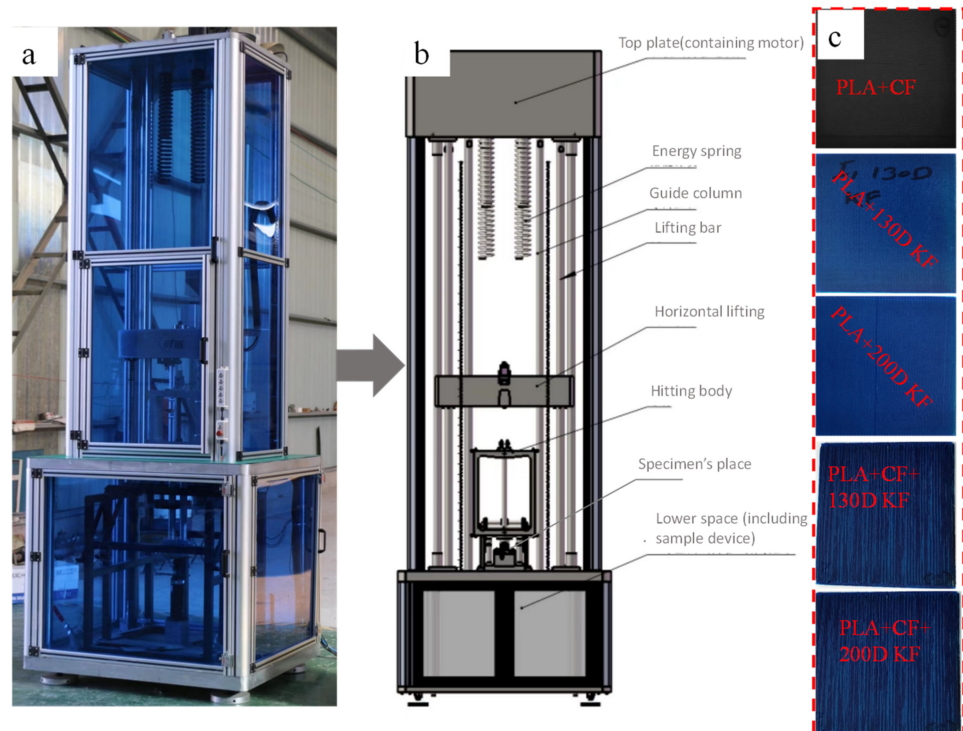 a
b
Top plate(containing motor)
Energy spring
Guide column
Lifting bar
Horizontal lifting
Hitting body
Specimen's place
Lower space (including
sample device)
c
PLA+CF
130D
PLA+130D KF
PLA+200D KF
PLA+CF+
130D KF
PLA+CF+
200D KF